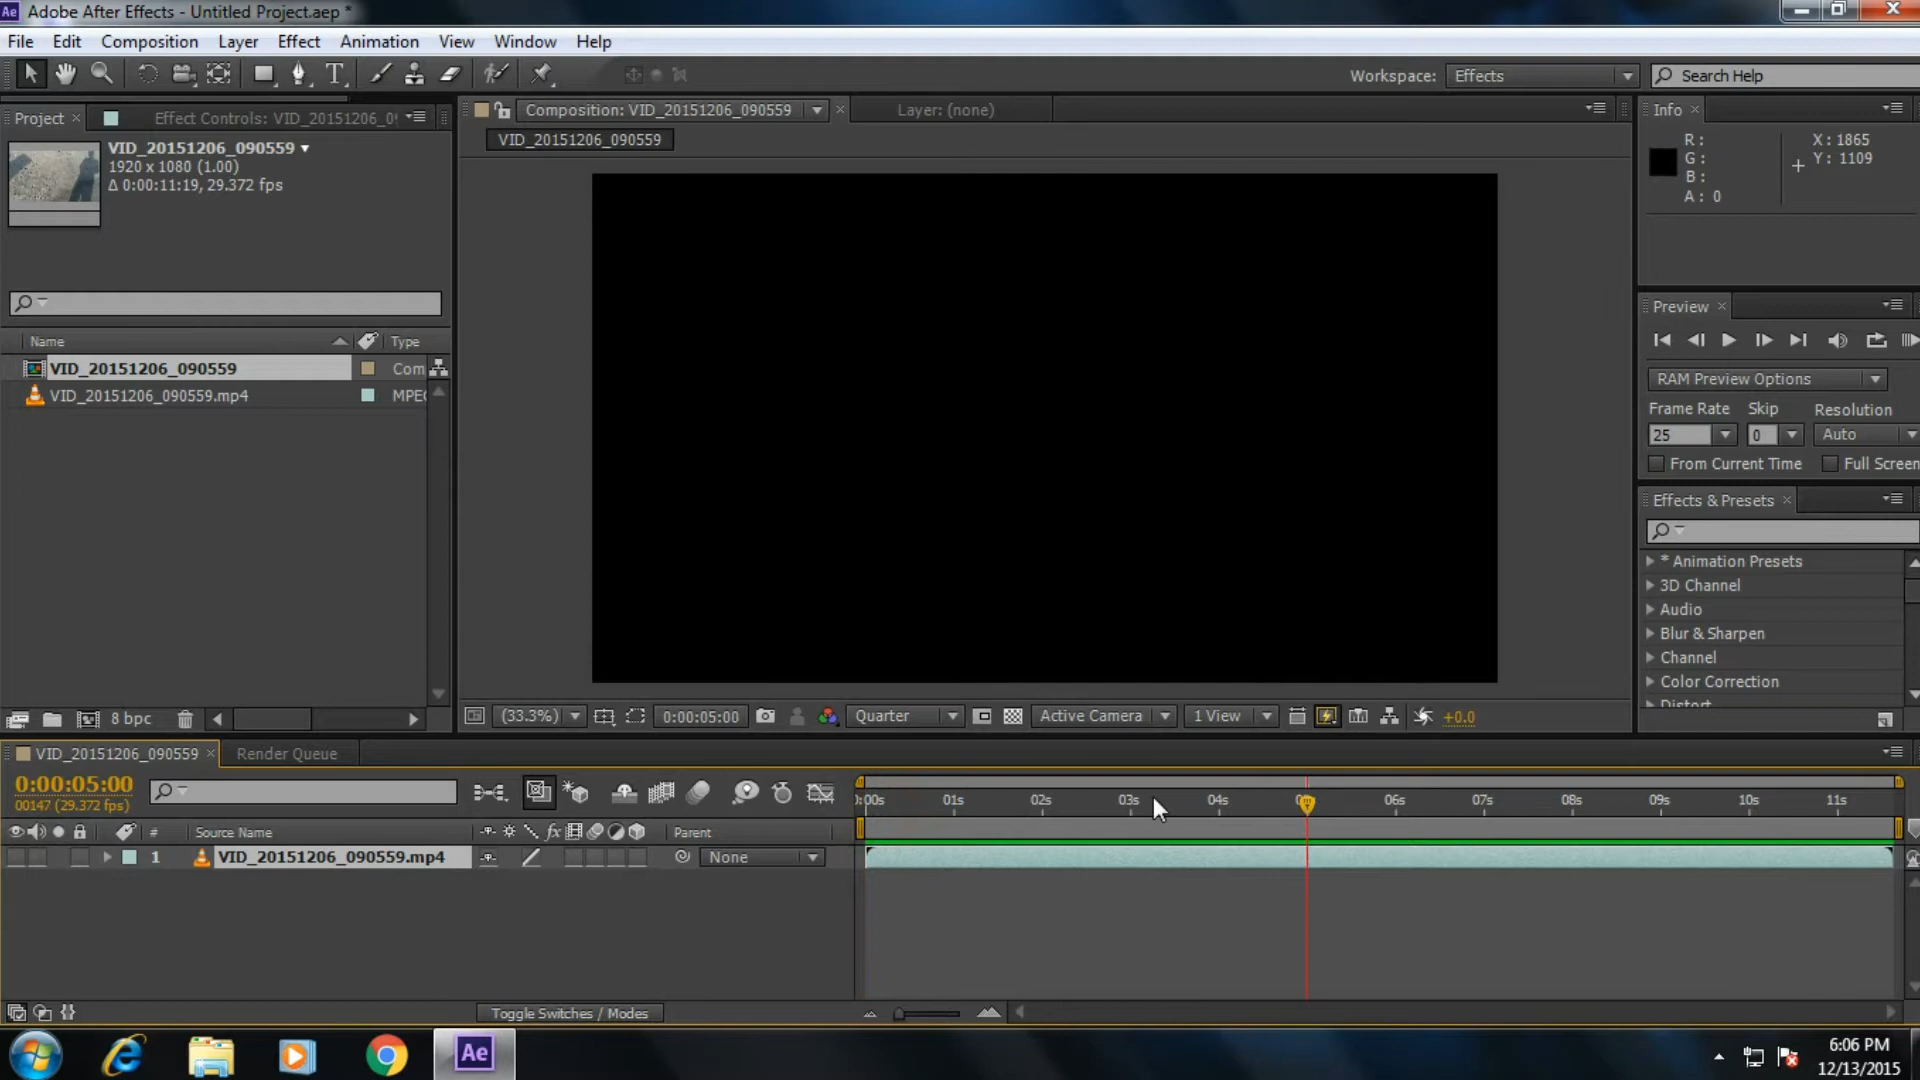 Ae Adobe After Effects - Untitled Project.aep *
File Edit Composition Layer Effect Animation View Window Help
Workspace: Effects Search Help
Project Effect Controls: VID_20151206_0
Composition: VID_20151206_090559 Layer: (none) Info
VID_20151206_090559
VID_20151206_090559
1920 x 1080 (1.00)
Δ 0:00:11:19, 29.372 fps
R :
G :
B :
A : 0
X : 1865
Y : 1109
Preview
RAM Preview Options
Frame Rate Skip Resolution
25 0 Auto
From Current Time Full Screen
Name Type
VID_20151206_090559 Com
VID_20151206_090559.mp4 MPE
Effects & Presets
* Animation Presets
3D Channel
Audio
Blur & Sharpen
Channel
Color Correction
Distort
8 bpc
(33.3%) 0:00:05:00 Quarter Active Camera 1 View +0.0
VID_20151206_090559 Render Queue
0:00:05:00
00147 (29.372 fps)
:00s 01s 02s 03s 04s 06s 07s 08s 09s 10s 11s
# Source Name fx Parent
1 VID_20151206_090559.mp4 None
Toggle Switches / Modes
Ae
6:06 PM
12/13/2015